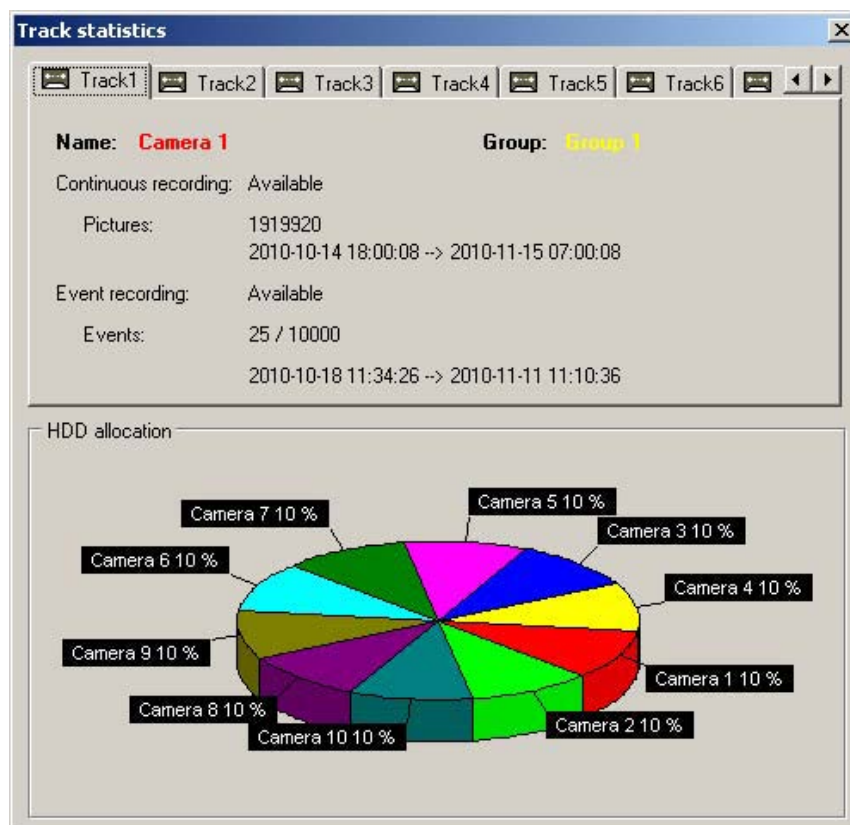 Track statistics
Track1 Track2 Track3 Track4 Track5 Track6
Name: Camera 1 Group: Group 1
Continuous recording: Available
Pictures: 1919920
2010-10-14 18:00:08 --> 2010-11-15 07:00:08
Event recording: Available
Events: 25 / 10000
2010-10-18 11:34:26 --> 2010-11-11 11:10:36
HDD allocation
Camera 5 10 %
Camera 7 10 %
Camera 3 10 %
Camera 6 10 %
Camera 4 10 %
Camera 9 10 %
Camera 1 10 %
Camera 8 10 %
Camera 2 10 %
Camera 10 10 %